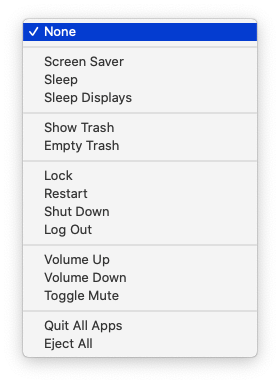 ✓ None
Screen Saver
Sleep
Sleep Displays
Show Trash
Empty Trash
Lock
Restart
Shut Down
Log Out
Volume Up
Volume Down
Toggle Mute
Quit All Apps
Eject All